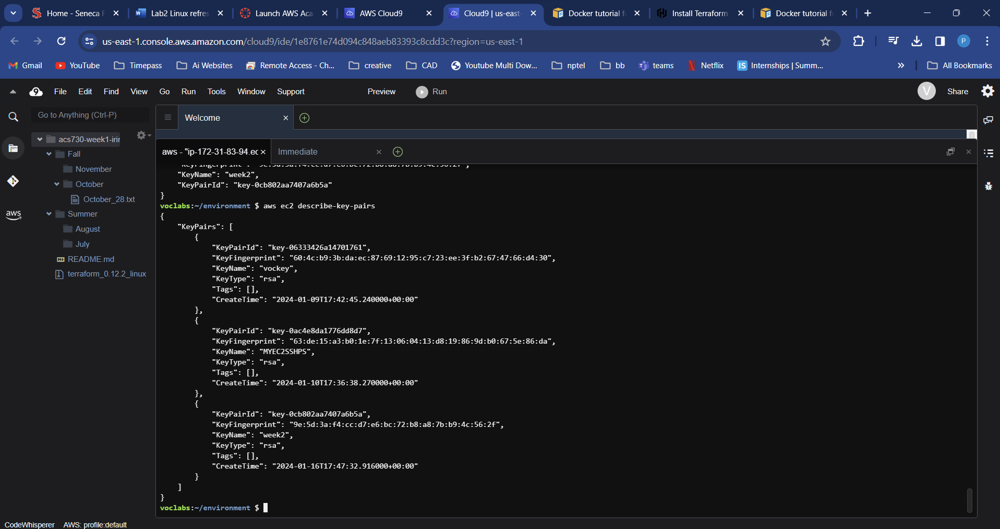 Home - Seneca P
Lab2 Linux refres
Launch AWS Aca
AWS Cloud9
Cloud9 | us-east-
Docker tutorial f
Install Terraform
Docker tutorial f
us-east-1.console.aws.amazon.com/cloud9/ide/1e8761e74d094c848aeb83393c8cdd3c?region=us-east-1
P
Gmail
YouTube
Timepass
Ai Websites
Remote Access - Ch...
creative
CAD
Youtube Multi Dow...
nptel
bb
teams
Netflix
IS Internships | Summ...
All Bookmarks
9 File Edit Find View Go Run Tools Window Support Preview Run
V Share
Go to Anything (Ctrl-P)
Welcome
acs730-week1-irir
Fall
November
October
October_28.txt
Summer
August
July
README.md
terraform_0.12.2_linux
aws
aws - "ip-172-31-83-94.ec
Immediate
"KeyFingerprint": "9e:5d:3a:f4:cc:d7:e6:bc:72:b8:a8:7b:b9:4c:56:2f",
"KeyName": "week2",
"KeyPairId": "key-0cb802aa7407a6b5a"
}
voclabs:~/environment $ aws ec2 describe-key-pairs
{
"KeyPairs": [
{
"KeyPairId": "key-06333426a14701761",
"KeyFingerprint": "60:4c:b9:3b:da:ec:87:69:12:95:c7:23:ee:3f:b2:67:47:66:d4:30",
"KeyName": "vockey",
"KeyType": "rsa",
"Tags": [],
"CreateTime": "2024-01-09T17:42:45.240000+00:00"
},
{
"KeyPairId": "key-0ac4e8da1776dd8d7",
"KeyFingerprint": "63:de:15:a3:b0:1e:7f:13:06:04:13:d8:19:86:9d:b0:67:5e:86:da",
"KeyName": "MYEC2SSHPS",
"KeyType": "rsa",
"Tags": [],
"CreateTime": "2024-01-10T17:36:38.270000+00:00"
},
{
"KeyPairId": "key-0cb802aa7407a6b5a",
"KeyFingerprint": "9e:5d:3a:f4:cc:d7:e6:bc:72:b8:a8:7b:b9:4c:56:2f",
"KeyName": "week2",
"KeyType": "rsa",
"Tags": [],
"CreateTime": "2024-01-16T17:47:32.916000+00:00"
}
]
}
voclabs:~/environment $
CodeWhisperer AWS: profile:default